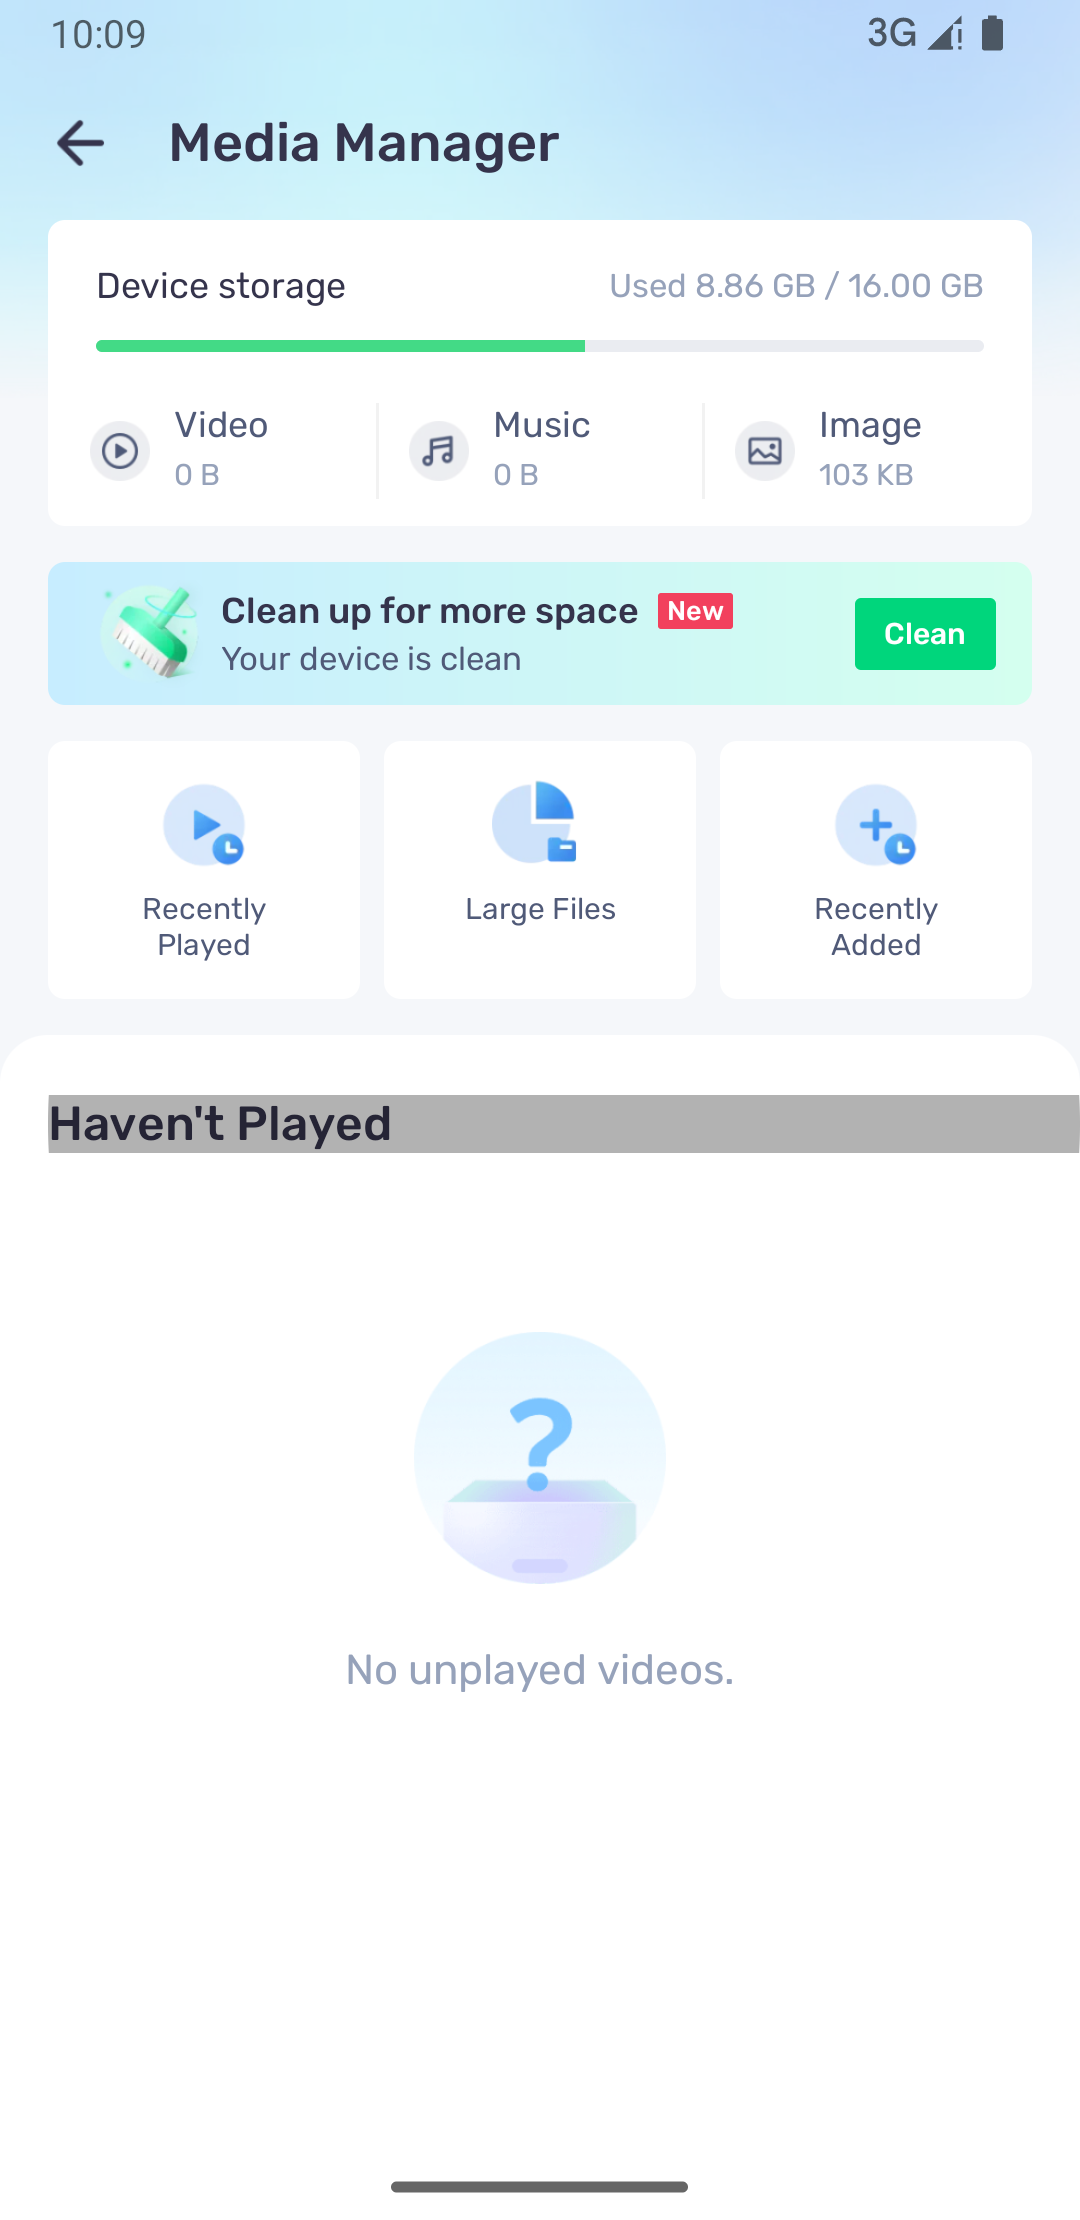 10:09
3G
Media Manager
Device storage
Used 8.86 GB / 16.00 GB
Video
0 B
Music
0 B
Image
103 KB
Clean up for more space
New
Your device is clean
Clean
Recently
Played
Large Files
Recently
Added
Haven't Played
?
No unplayed videos.